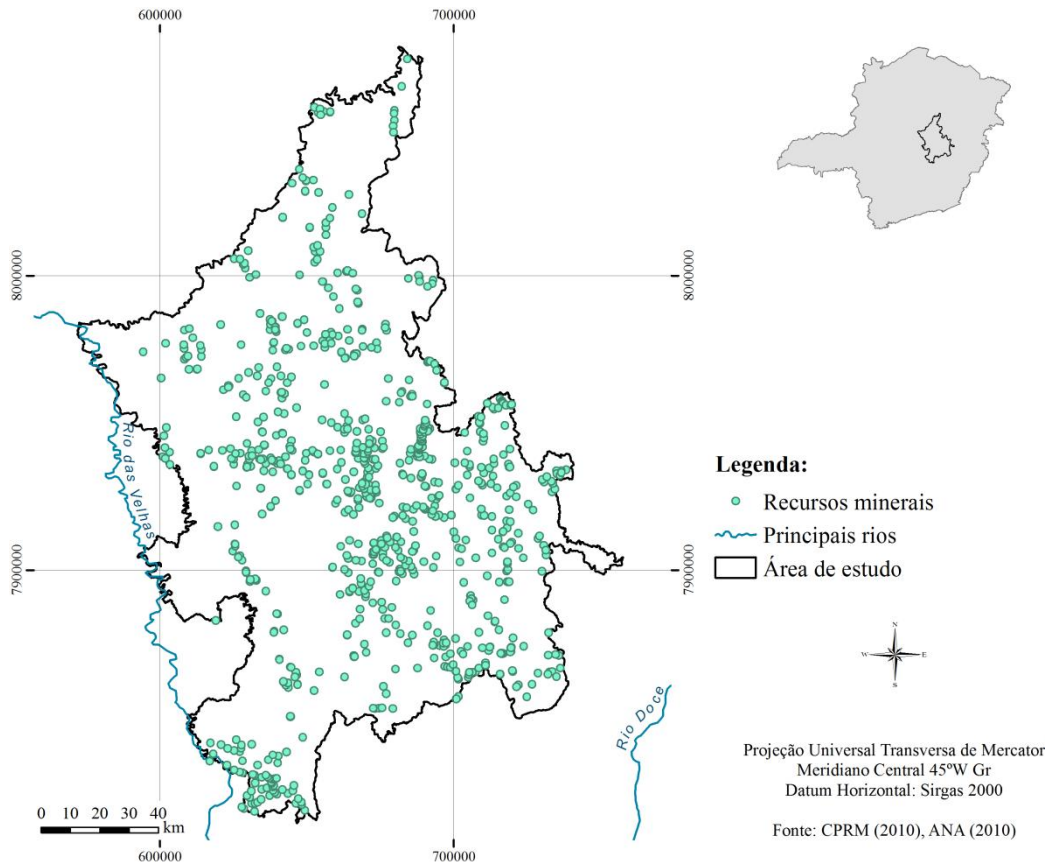 600000
700000
8000000
8000000
Rio das Velhas
7900000
7900000
Legenda:
Recursos minerais
Principais rios
Área de estudo
N
W
E
S
Rio Doce
Projeção Universal Transversa de Mercator
Meridiano Central 45ºW Gr
Datum Horizontal: Sirgas 2000
Fonte: CPRM (2010), ANA (2010)
0 10 20 30 40
km
600000
700000